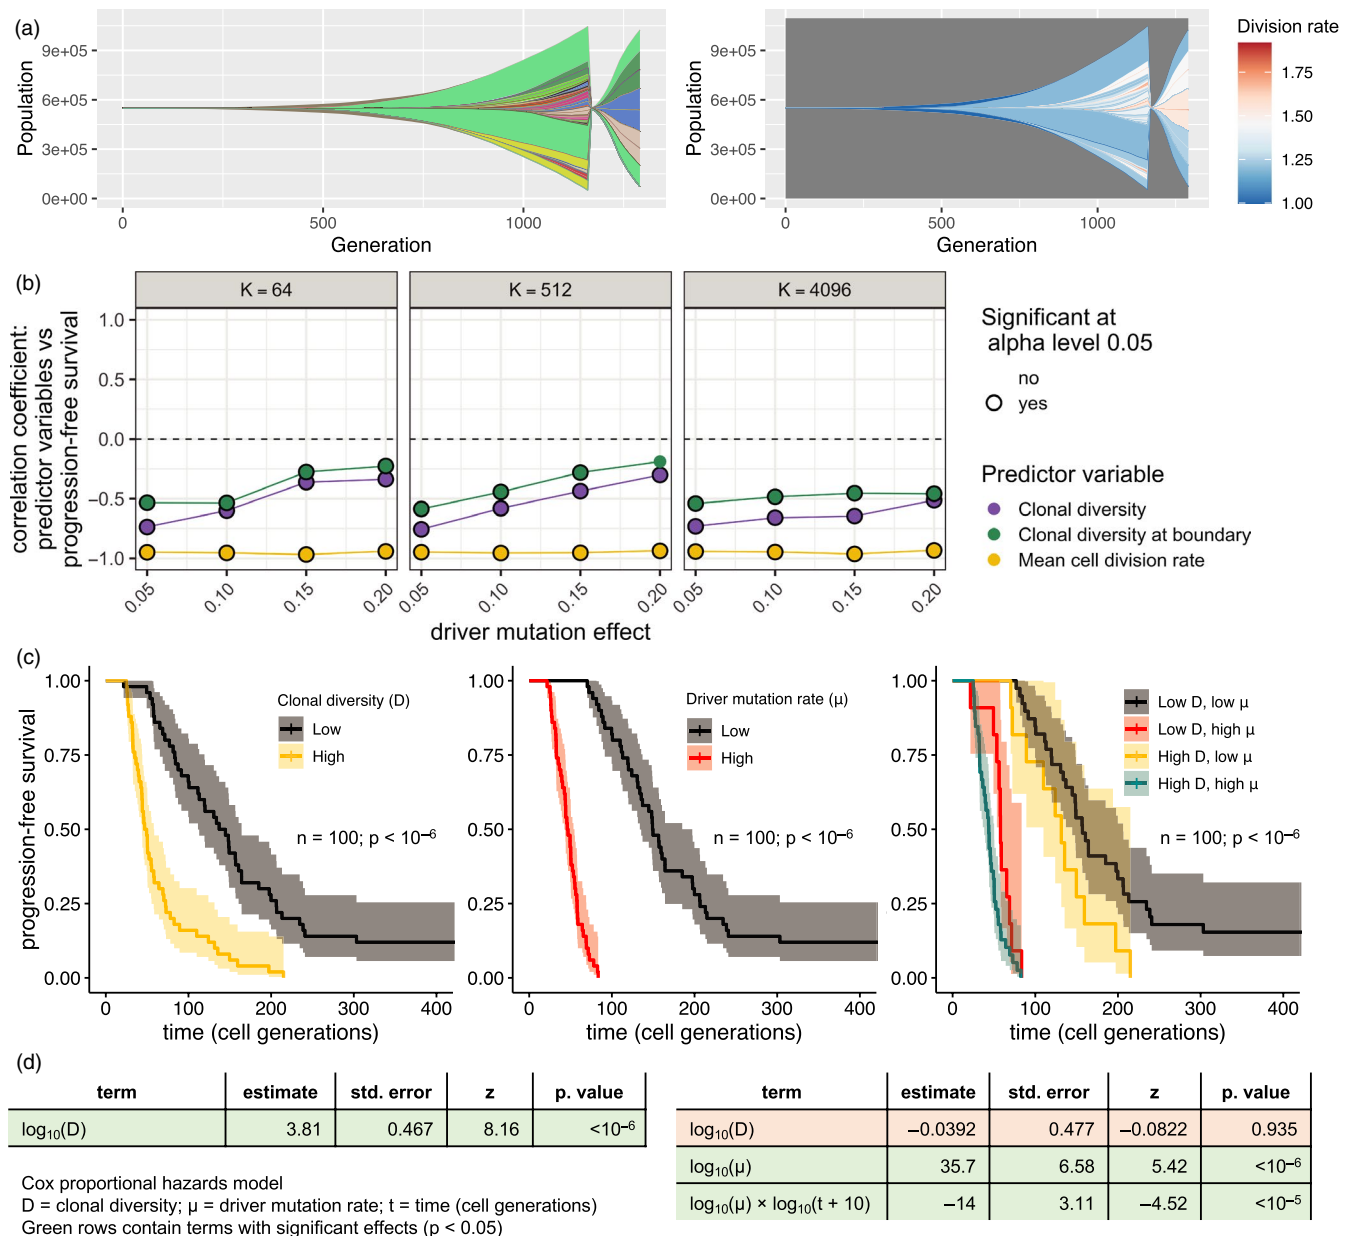 (a)
Population
9e+05
6e+05
3e+05
0e+00
0
500
1000
Generation
Population
9e+05
6e+05
3e+05
0e+00
0
500
1000
Generation
Division rate
1.75
1.50
1.25
1.00
(b)
correlation coefficient:
predictor variables vs
progression-free survival
K = 64
K = 512
K = 4096
1.0
0.5
0.0
−0.5
−1.0
0.05
0.10
0.15
0.20
0.05
0.10
0.15
0.20
0.05
0.10
0.15
0.20
driver mutation effect
Significant at
alpha level 0.05
no
yes
Predictor variable
Clonal diversity
Clonal diversity at boundary
Mean cell division rate
(c)
progression-free survival
1.00
0.75
0.50
0.25
0.00
Clonal diversity (D)
Low
High
n = 100; p < 10⁻⁶
0
100
200
300
400
time (cell generations)
1.00
0.75
0.50
0.25
0.00
Driver mutation rate (μ)
Low
High
n = 100; p < 10⁻⁶
0
100
200
300
400
time (cell generations)
1.00
0.75
0.50
0.25
0.00
Low D, low μ
Low D, high μ
High D, low μ
High D, high μ
n = 100; p < 10⁻⁶
0
100
200
300
400
time (cell generations)
(d)
term estimate std. error z p. value
log₁₀(D) 3.81 0.467 8.16 <10⁻⁶
Cox proportional hazards model
D = clonal diversity; μ = driver mutation rate; t = time (cell generations)
Green rows contain terms with significant effects (p < 0.05)
term estimate std. error z p. value
log₁₀(D) −0.0392 0.477 −0.0822 0.935
log₁₀(μ) 35.7 6.58 5.42 <10⁻⁶
log₁₀(μ) × log₁₀(t + 10) −14 3.11 −4.52 <10⁻⁵